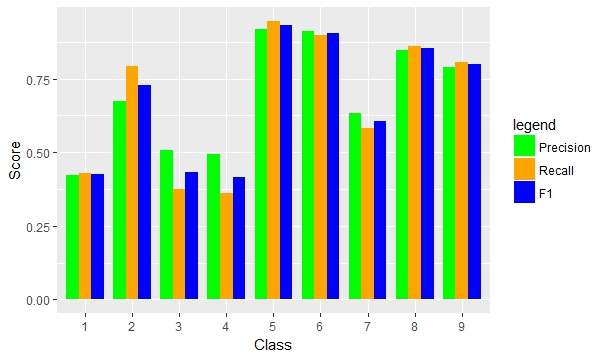 Score
0.75
0.50
0.25
0.00
1 2 3 4 5 6 7 8 9
Class
legend
Precision
Recall
F1